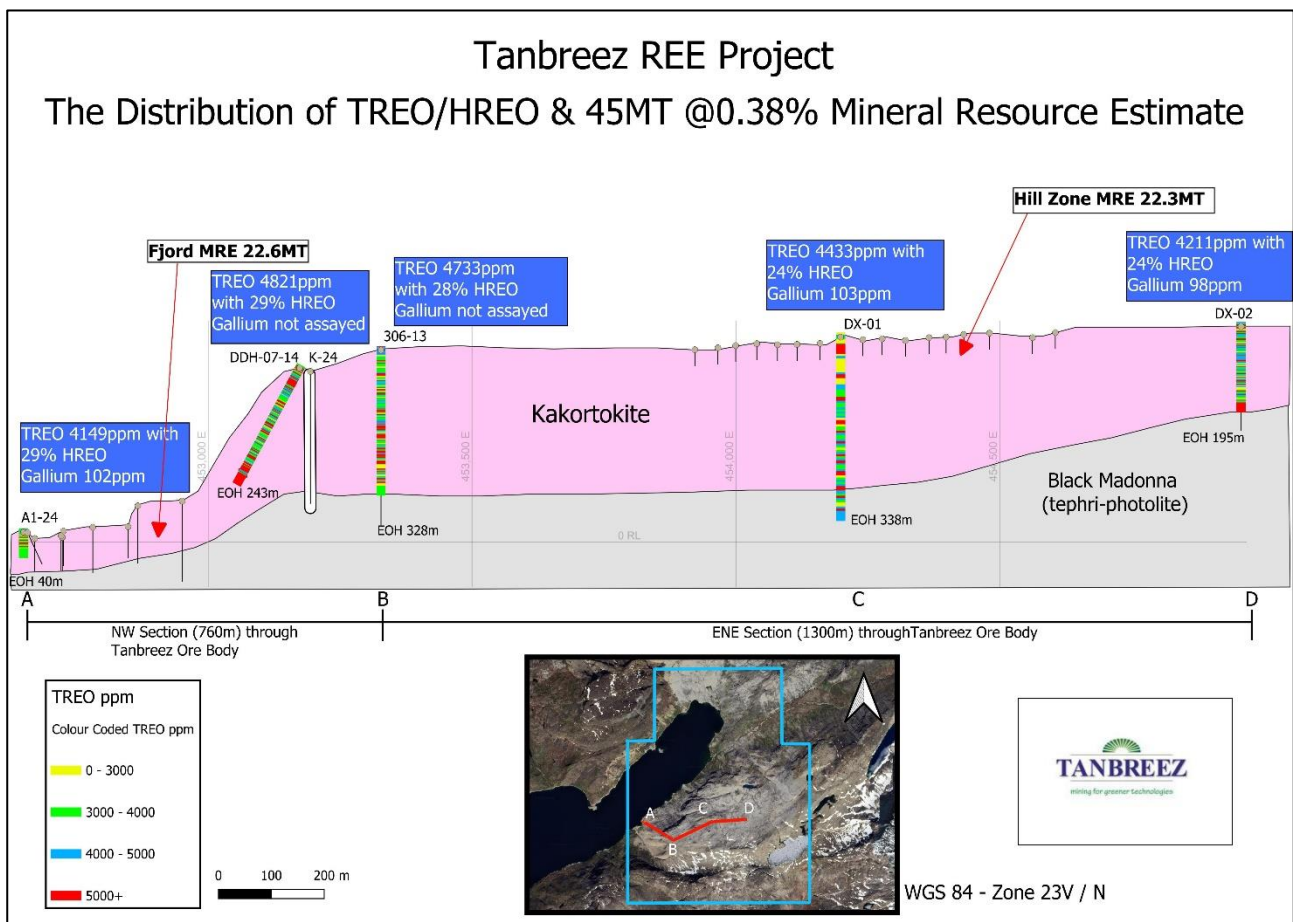 Tanbreez REE Project
The Distribution of TREO/HREO & 45MT @0.38% Mineral Resource Estimate
Hill Zone MRE 22.3MT
Fjord MRE 22.6MT
TREO 4821ppm
with 29% HREO
Gallium not assayed
TREO 4733ppm
with 28% HREO
Gallium not assayed
TREO 4433ppm with
24% HREO
Gallium 103ppm
TREO 4211ppm with
24% HREO
Gallium 98ppm
TREO 4149ppm with
29% HREO
Gallium 102ppm
DDH-07-14
K-24
306-13
DX-01
DX-02
A1-24
Kakortokite
453.000 E
453.500 E
454.000 E
454.500 E
EOH 40m
EOH 243m
EOH 328m
EOH 338m
EOH 195m
0 RL
Black Madonna
(tephri-photolite)
A
B
C
D
NW Section (760m) through
Tanbreez Ore Body
ENE Section (1300m) throughTanbreez Ore Body
TREO ppm
Colour Coded TREO ppm
0 - 3000
3000 - 4000
4000 - 5000
5000+
0
200 m
A
B
C
D
TANBREEZ
mining for greener technologies
WGS 84 - Zone 23V / N